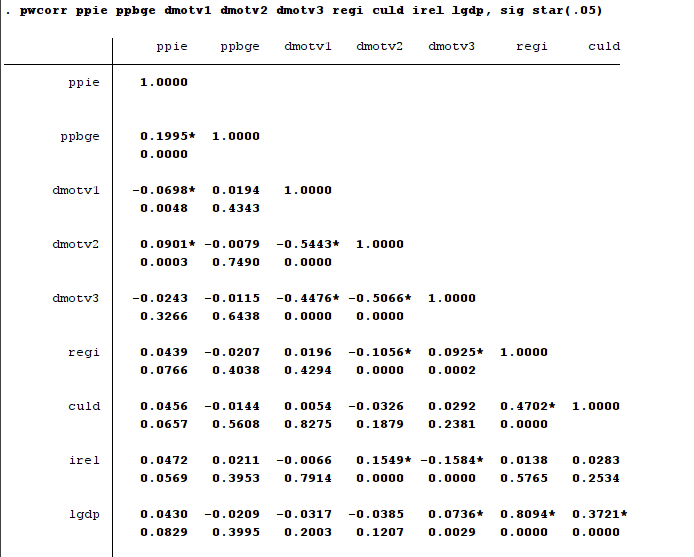 . pwcorr ppie ppbge dmotv1 dmotv2 dmotv3 regi culd irel lgdp, sig star(.05)
ppie ppbge dmotv1 dmotv2 dmotv3 regi culd
ppie 1.0000
ppbge 0.1995* 1.0000
0.0000
dmotv1 -0.0698* 0.0194 1.0000
0.0048 0.4343
dmotv2 0.0901* -0.0079 -0.5443* 1.0000
0.0003 0.7490 0.0000
dmotv3 -0.0243 -0.0115 -0.4476* -0.5066* 1.0000
0.3266 0.6438 0.0000 0.0000
regi 0.0439 -0.0207 0.0196 -0.1056* 0.0925* 1.0000
0.0766 0.4038 0.4294 0.0000 0.0002
culd 0.0456 -0.0144 0.0054 -0.0326 0.0292 0.4702* 1.0000
0.0657 0.5608 0.8275 0.1879 0.2381 0.0000
irel 0.0472 0.0211 -0.0066 0.1549* -0.1584* 0.0138 0.0283
0.0569 0.3953 0.7914 0.0000 0.0000 0.5765 0.2534
lgdp 0.0430 -0.0209 -0.0317 -0.0385 0.0736* 0.8094* 0.3721*
0.0829 0.3995 0.2003 0.1207 0.0029 0.0000 0.0000